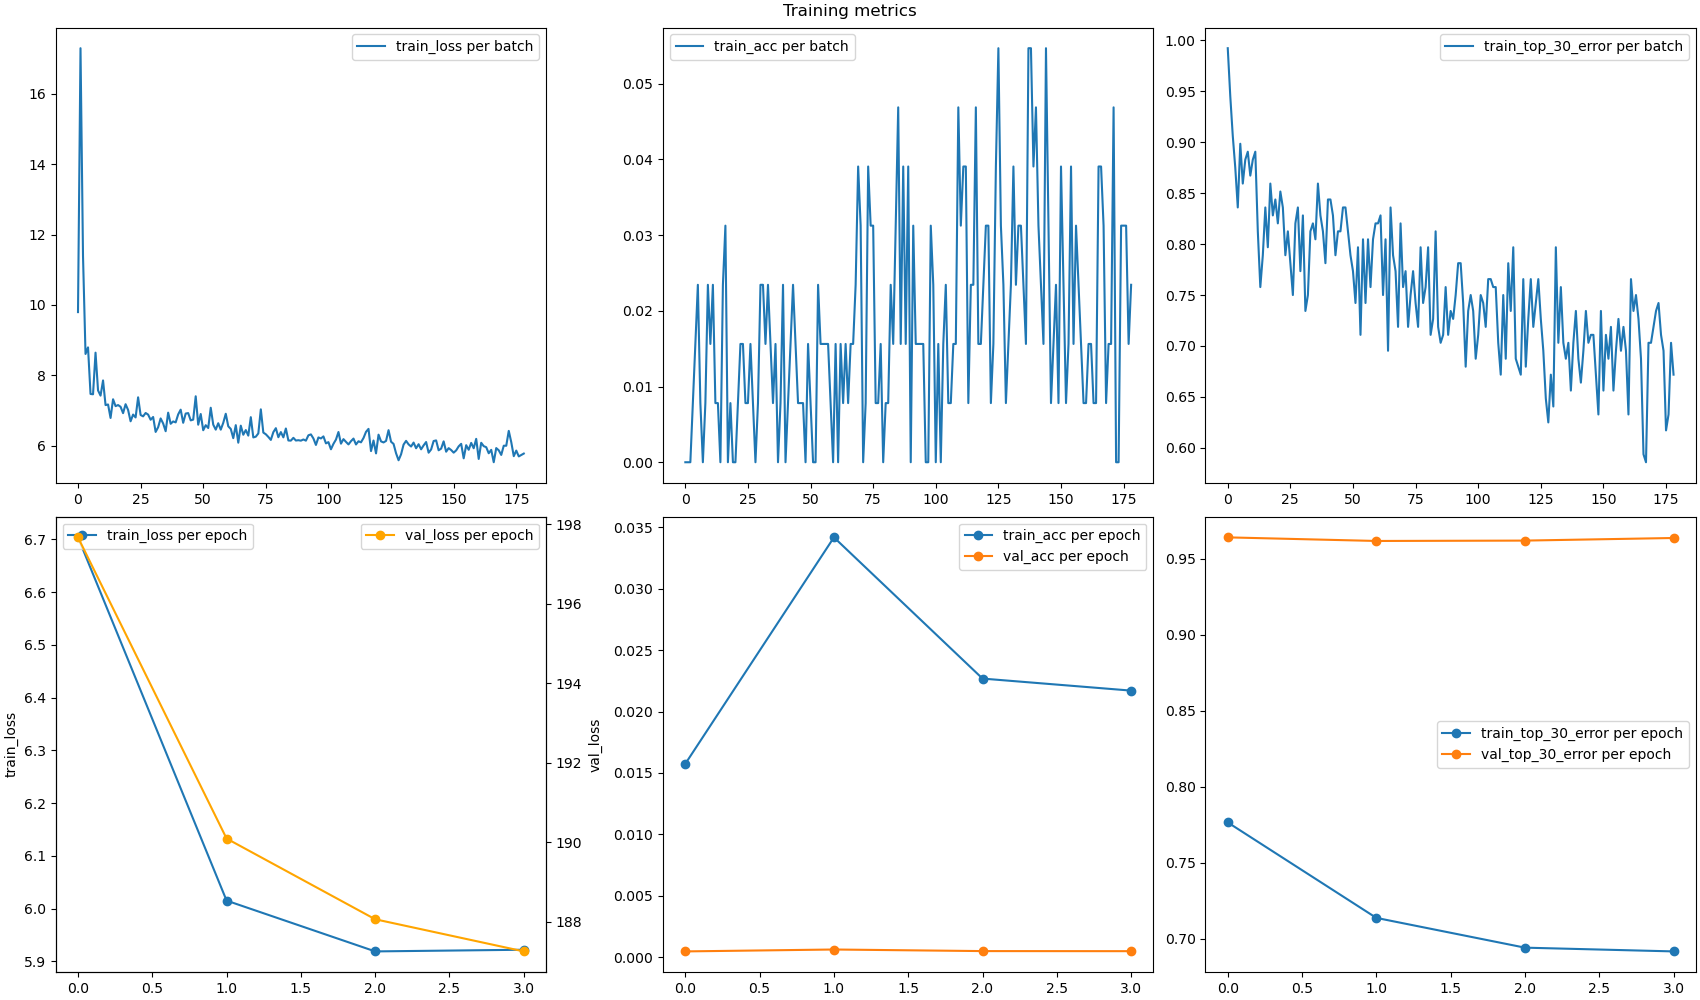 Training metrics
train_loss per batch
16
14
12
10
8
6
0 25 50 75 100 125 150 175
train_acc per batch
0.05
0.04
0.03
0.02
0.01
0.00
0 25 50 75 100 125 150 175
train_top_30_error per batch
1.00
0.95
0.90
0.85
0.80
0.75
0.70
0.65
0.60
0 25 50 75 100 125 150 175
train_loss per epoch
val_loss per epoch
train_loss
6.7
6.6
6.5
6.4
6.3
6.2
6.1
6.0
5.9
198
196
194
192
190
188
val_loss
0.0 0.5 1.0 1.5 2.0 2.5 3.0
train_acc per epoch
val_acc per epoch
0.035
0.030
0.025
0.020
0.015
0.010
0.005
0.000
0.0 0.5 1.0 1.5 2.0 2.5 3.0
train_top_30_error per epoch
val_top_30_error per epoch
0.95
0.90
0.85
0.80
0.75
0.70
0.0 0.5 1.0 1.5 2.0 2.5 3.0